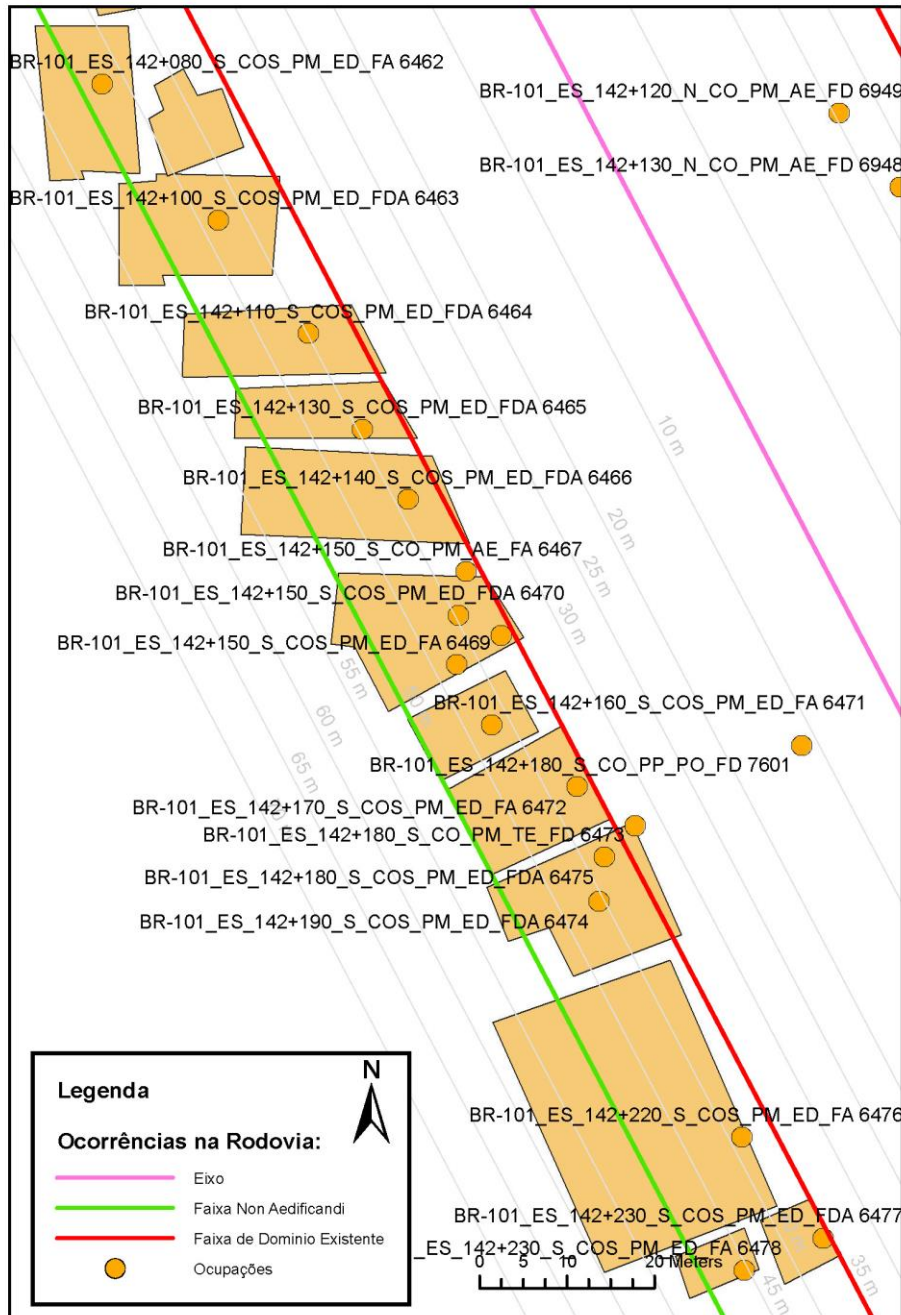 BR-101_ES_142+080_S_COS_PM_ED_FA 6462
BR-101_ES_142+120_N_CO_PM_AE_FD 6949
BR-101_ES_142+130_N_CO_PM_AE_FD 6948
BR-101_ES_142+100_S_COS_PM_ED_FDA 6463
BR-101_ES_142+110_S_COS_PM_ED_FDA 6464
BR-101_ES_142+130_S_COS_PM_ED_FDA 6465
10 m
BR-101_ES_142+140_S_COS_PM_ED_FDA 6466
20 m
BR-101_ES_142+150_S_CO_PM_AE_FA 6467
25 m
BR-101_ES_142+150_S_COS_PM_ED_FDA 6470
30 m
BR-101_ES_142+150_S_COS_PM_ED_FA 6469
55 m
BR-101_ES_142+160_S_COS_PM_ED_FA 6471
60 m
BR-101_ES_142+180_S_CO_PP_PO_FD 7601
65 m
BR-101_ES_142+170_S_COS_PM_ED_FA 6472
BR-101_ES_142+180_S_CO_PM_TE_FD 6473
BR-101_ES_142+180_S_COS_PM_ED_FDA 6475
BR-101_ES_142+190_S_COS_PM_ED_FDA 6474
BR-101_ES_142+220_S_COS_PM_ED_FA 6476
BR-101_ES_142+230_S_COS_PM_ED_FDA 6477
_ES_142+230_S_COS_PM_ED_FA 6478
35 m
45 m
0 5 10 20 Meters
N
Legenda
Ocorrências na Rodovia:
Eixo
Faixa Non Aedificandi
Faixa de Dominio Existente
Ocupações